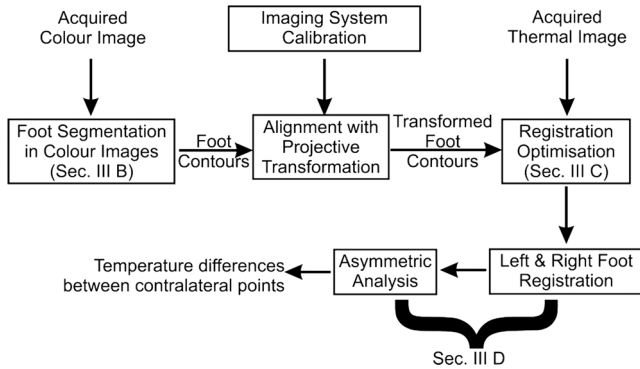 Acquired
Colour Image
Imaging System
Calibration
Acquired
Thermal Image
Foot Segmentation
in Colour Images
(Sec. III B)
Foot
Contours
Alignment with
Projective
Transformation
Transformed
Foot
Contours
Registration
Optimisation
(Sec. III C)
Temperature differences
between contralateral points
Asymmetric
Analysis
Left & Right Foot
Registration
Sec. III D